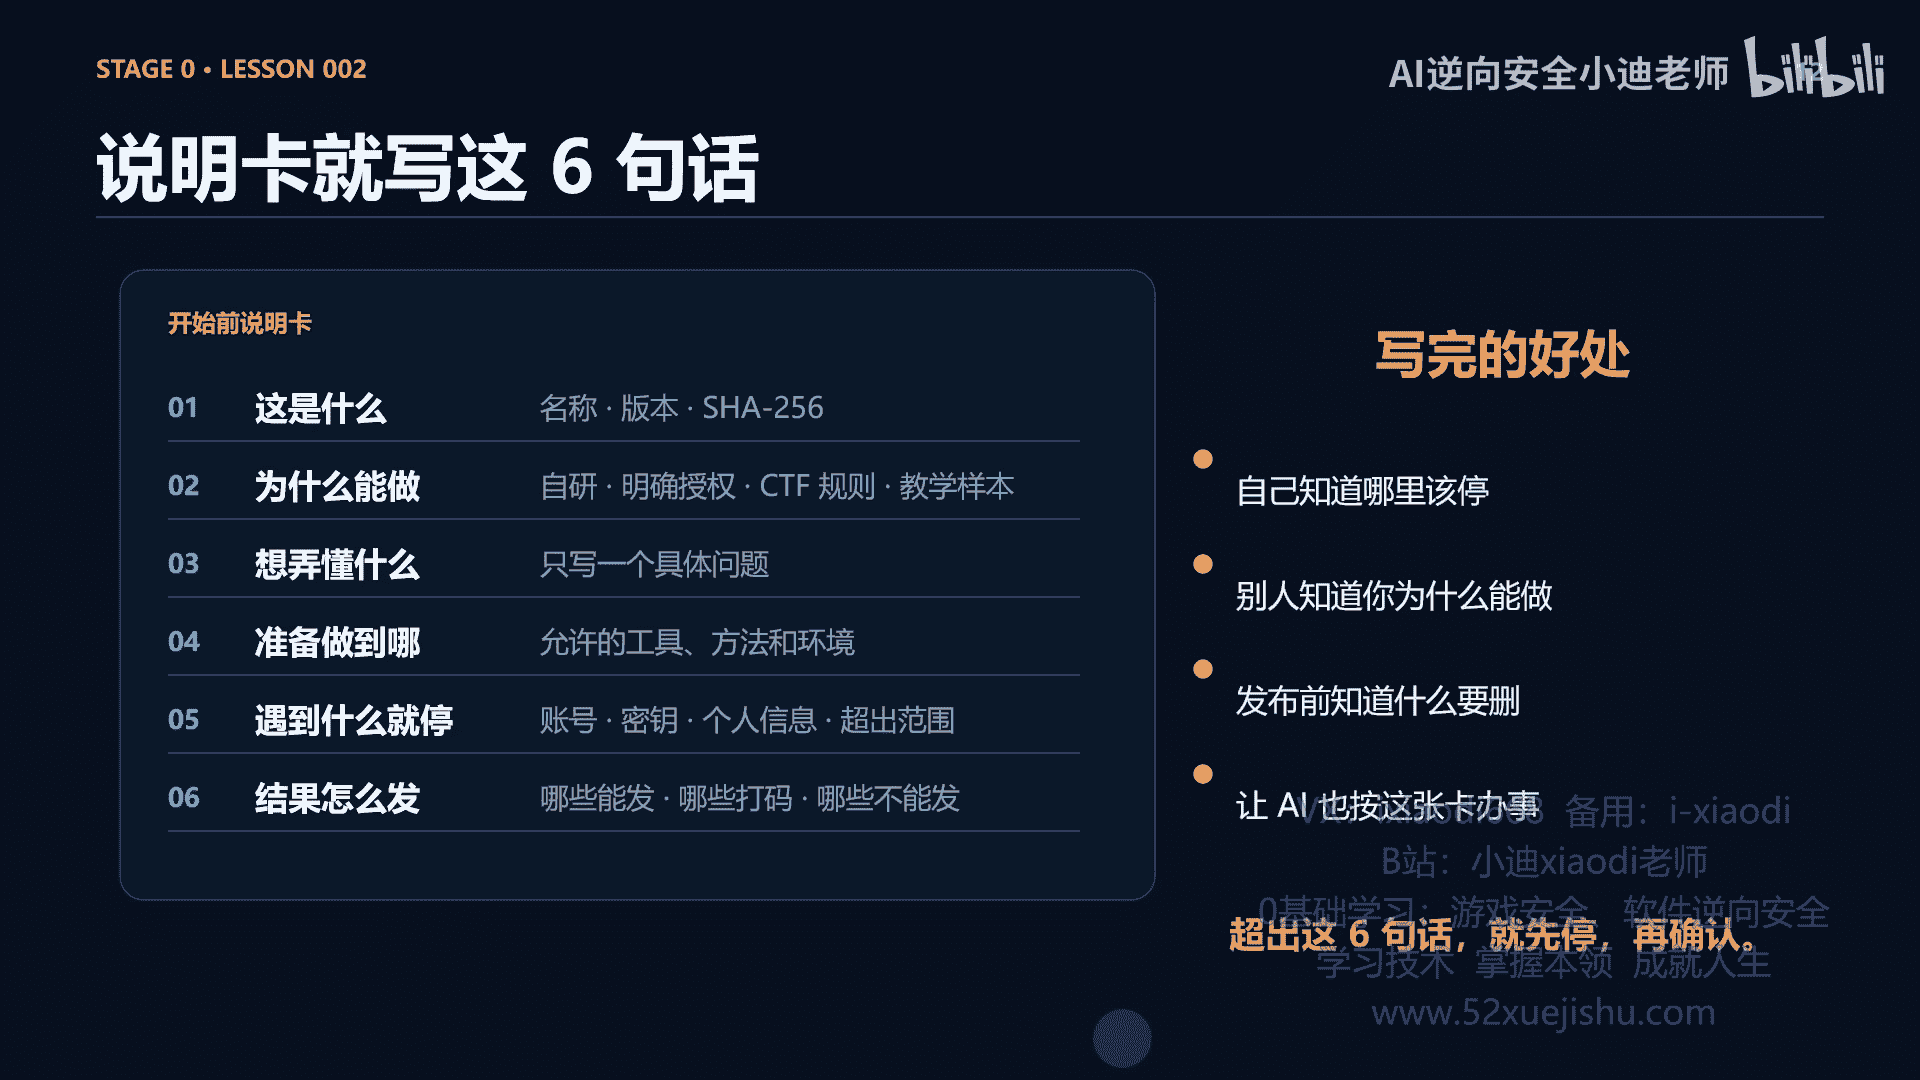 STAGE 0 • LESSON 002
AI逆向安全小迪老师 bilibili
说明卡就写这 6 句话
开始前说明卡
01 这是什么 名称 · 版本 · SHA-256
02 为什么能做 自研 · 明确授权 · CTF 规则 · 教学样本
03 想弄懂什么 只写一个具体问题
04 准备做到哪 允许的工具、方法和环境
05 遇到什么就停 账号 · 密钥 · 个人信息 · 超出范围
06 结果怎么发 哪些能发 · 哪些打码 · 哪些不能发
写完的好处
自己知道哪里该停
别人知道你为什么能做
发布前知道什么要删
让 AI 也按这张卡办事
备用：i-xiaodi
B站：小迪xiaodi老师
0基础学习：游戏安全、软件逆向安全
超出这 6 句话，就先停，再确认。
学习技术 掌握本领 成就人生
www.52xuejishu.com